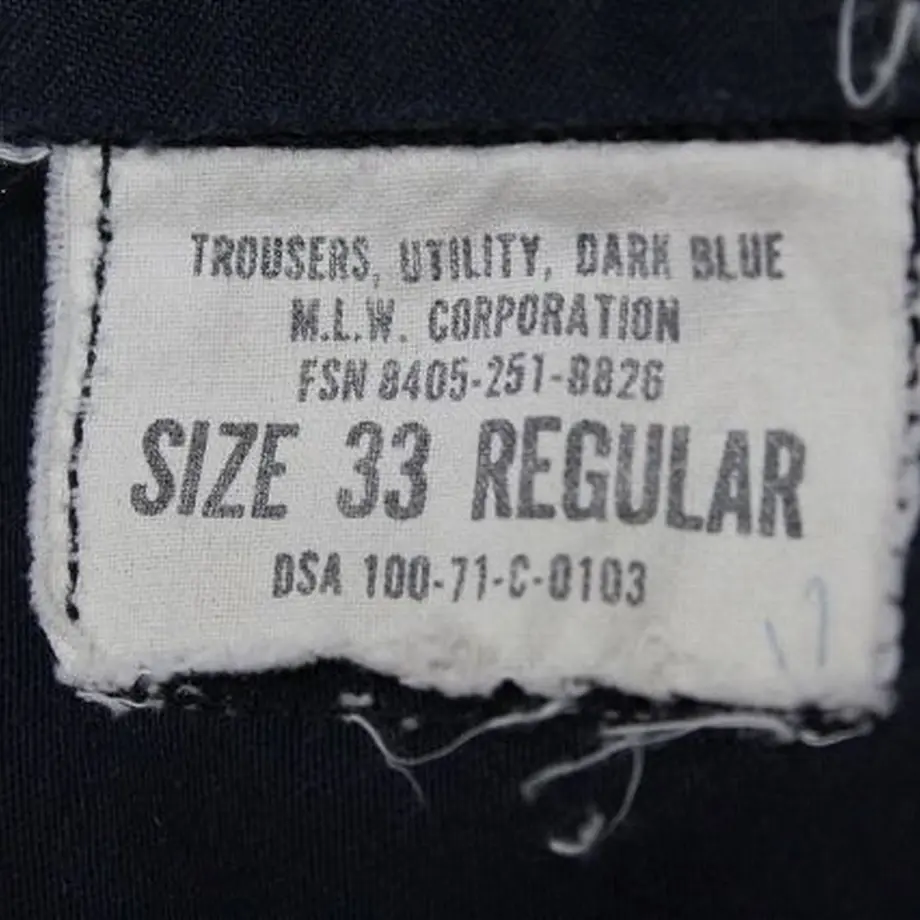 TROUSERS, UTILITY, DARK BLUE
M.L.W. CORPORATION
FSN 8405-251-8826
SIZE 33 REGULAR
DSA 100-71-C-0103